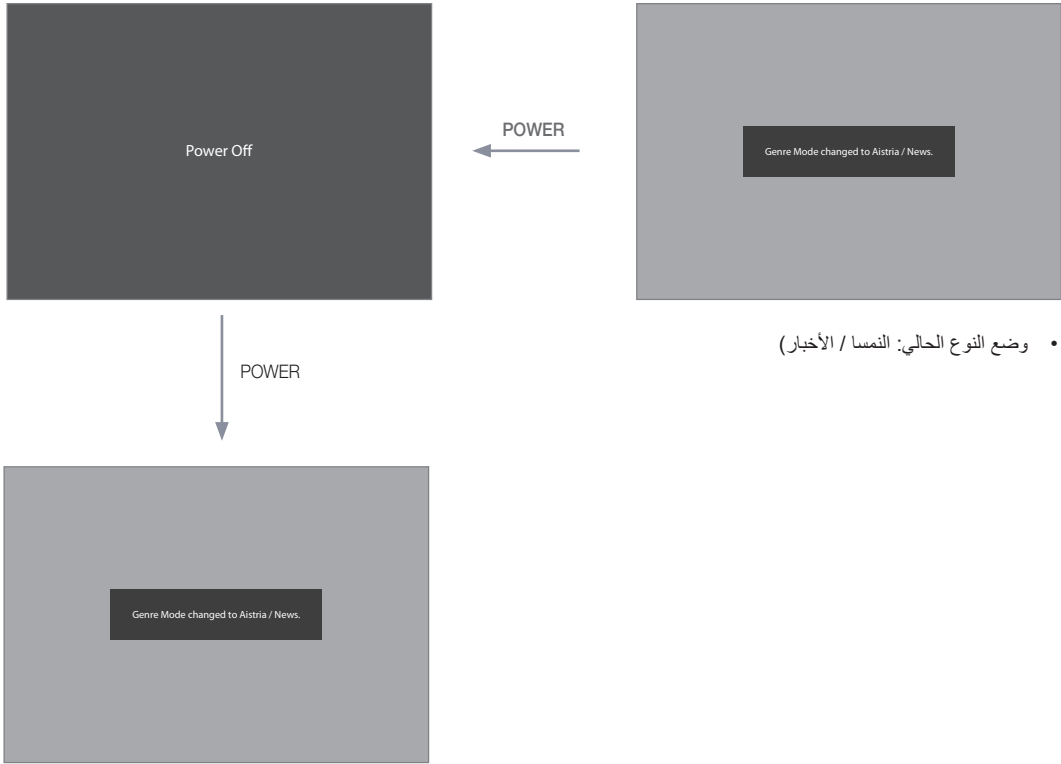 Power Off
POWER
Genre Mode changed to Aistria / News.
• وضع النوع الحالي: النمسا / الأخبار)
POWER
Genre Mode changed to Aistria / News.